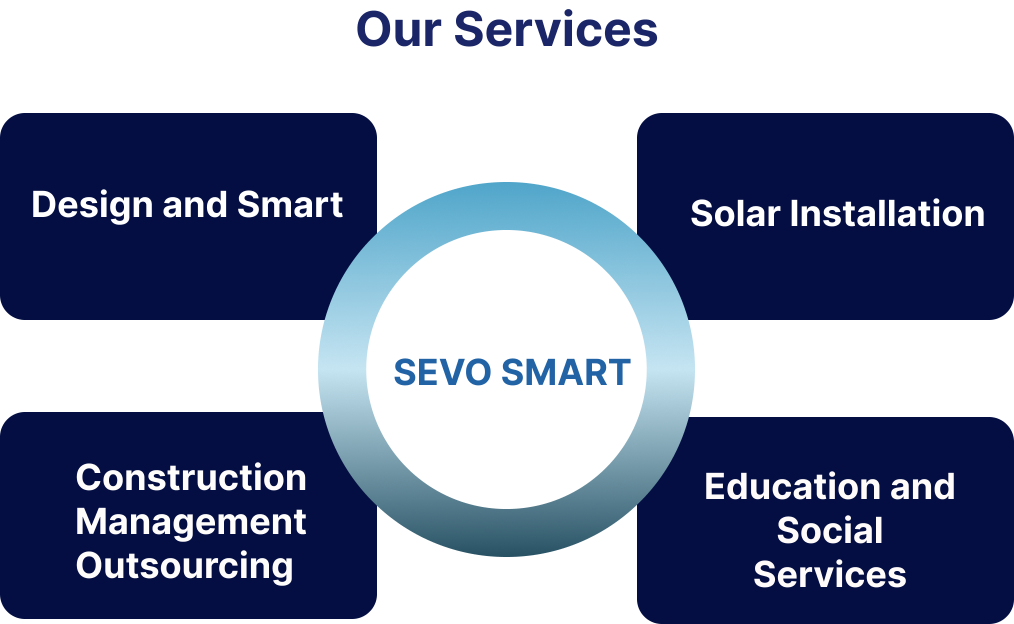 Our Services
Design and Smart
Solar Installation
SEVO SMART
Construction
Management
Outsourcing
Education and
Social
Services